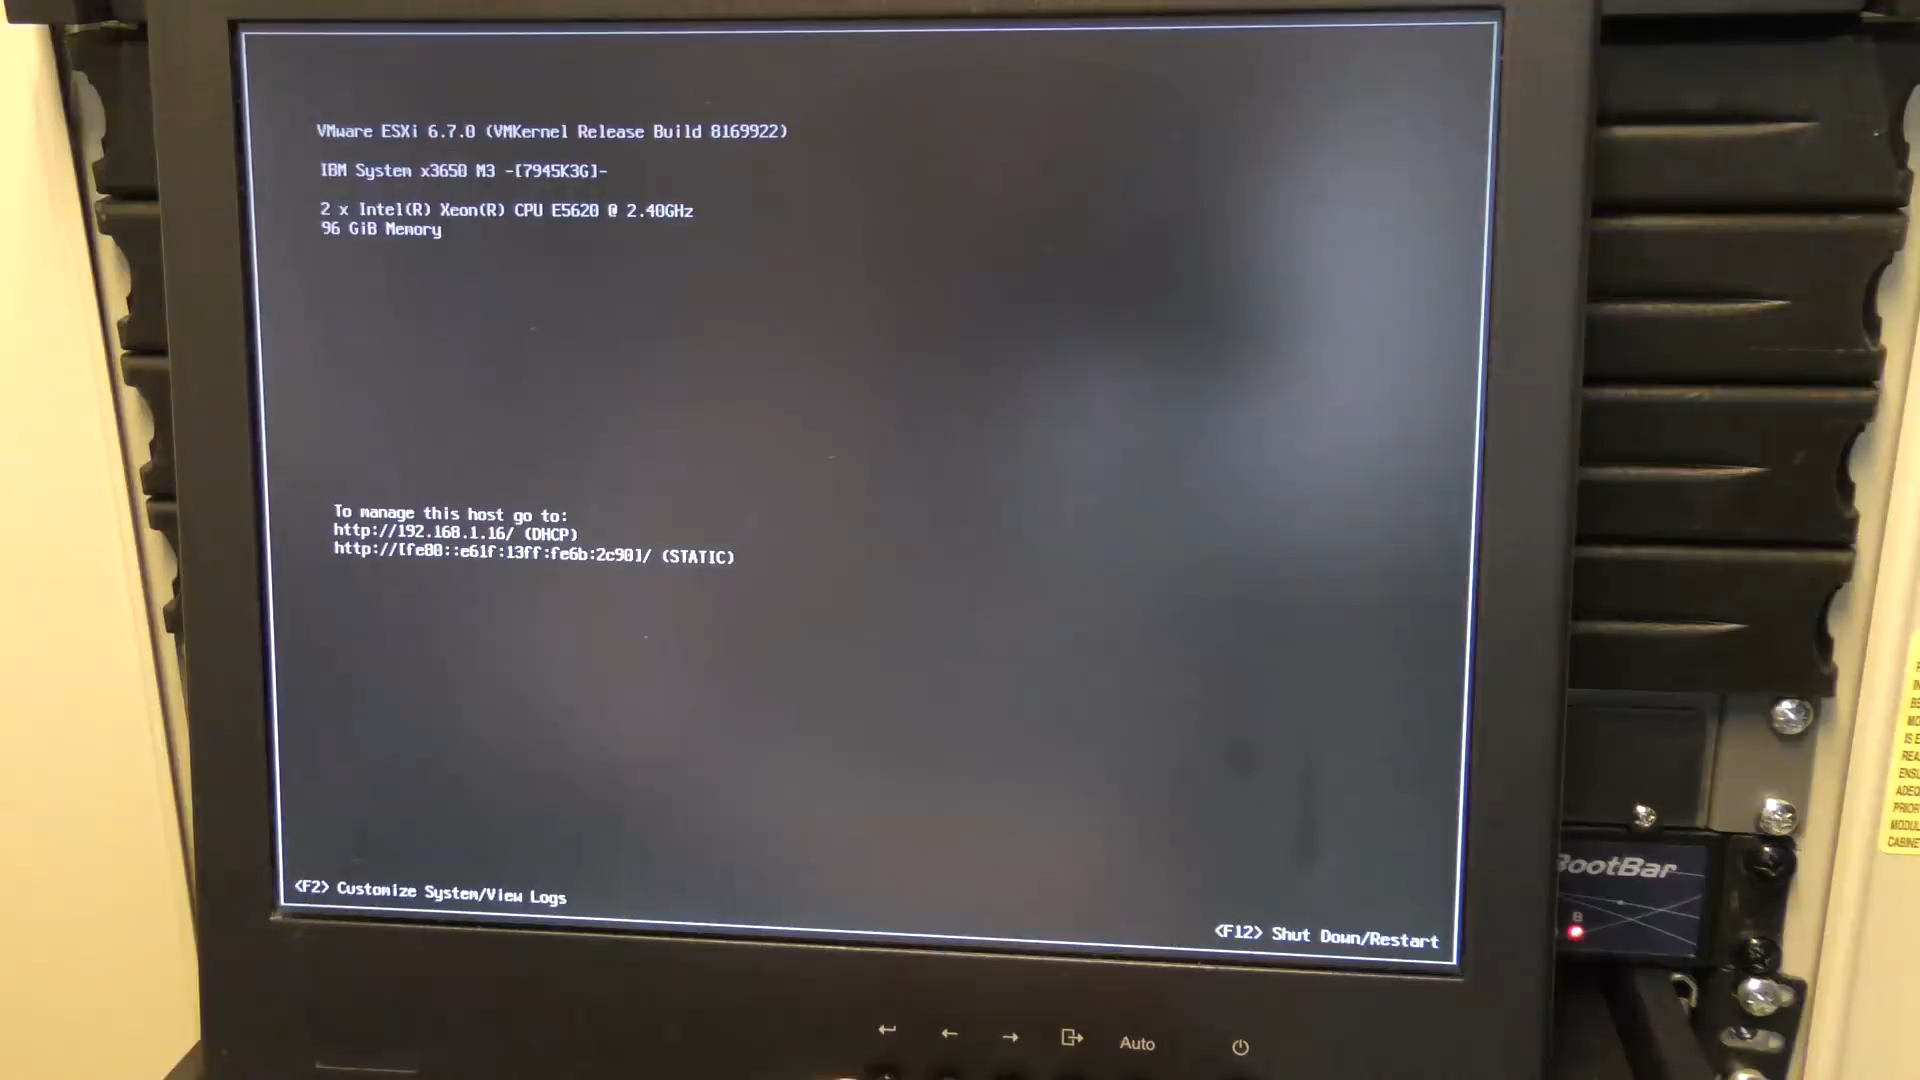 VMware ESXi 6.7.0 (VMKernel Release Build 8169922)
IBM System x3650 M3 -[7945K3G]-
2 x Intel(R) Xeon(R) CPU E5620 @ 2.40GHz
96 GiB Memory
To manage this host go to:
http://192.168.1.16/ (DHCP)
http://[fe80::e61f:13ff:fe6b:2c90]/ (STATIC)
<F2> Customize System/View Logs
<F12> Shut Down/Restart
Auto
BootBar
B